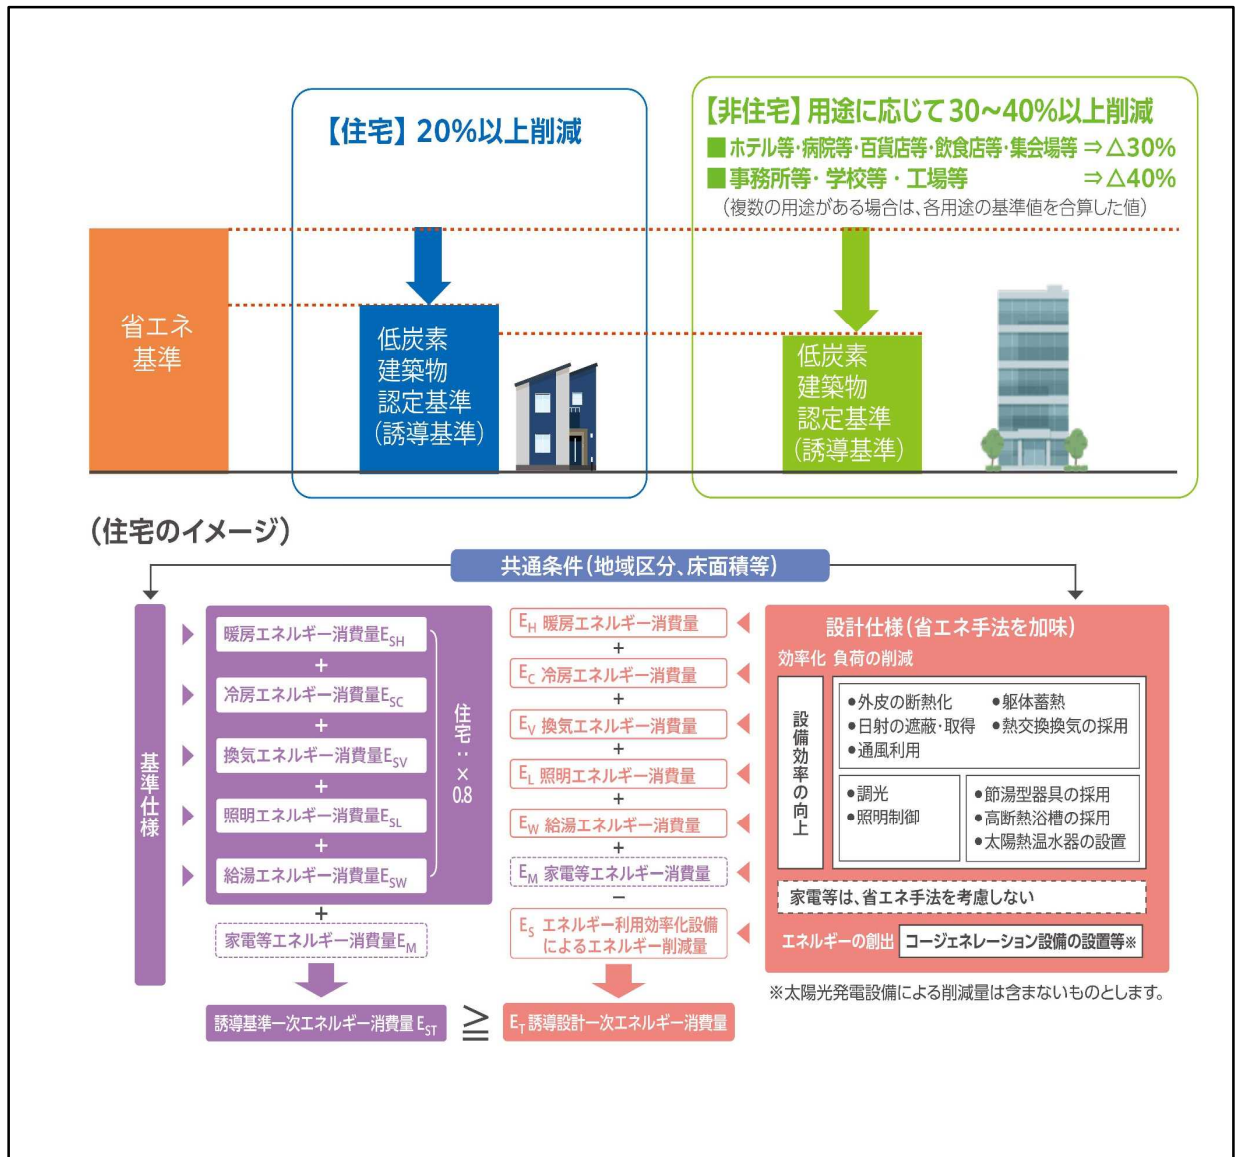 【住宅】20%以上削減
【非住宅】用途に応じて30〜40%以上削減
■ホテル等・病院等・百貨店等・飲食店等・集会場等 ⇒△30%
■事務所等・学校等・工場等 ⇒△40%
(複数の用途がある場合は、各用途の基準値を合算した値)
省エネ
基準
低炭素
建築物
認定基準
(誘導基準)
低炭素
建築物
認定基準
(誘導基準)
(住宅のイメージ)
共通条件(地域区分、床面積等)
基準仕様
暖房エネルギー消費量ESH
+
冷房エネルギー消費量ESC
+
換気エネルギー消費量ESV
+
照明エネルギー消費量ESL
+
給湯エネルギー消費量ESW
住宅:×0.8
+
家電等エネルギー消費量EM
誘導基準一次エネルギー消費量 EST
≧
EH 暖房エネルギー消費量
+
EC 冷房エネルギー消費量
+
EV 換気エネルギー消費量
+
EL 照明エネルギー消費量
+
EW 給湯エネルギー消費量
+
EM 家電等エネルギー消費量
−
ES エネルギー利用効率化設備
によるエネルギー削減量
ET 誘導設計一次エネルギー消費量
設計仕様(省エネ手法を加味)
効率化 負荷の削減
設備効率の向上
●外皮の断熱化
●日射の遮蔽・取得
●通風利用
●躯体蓄熱
●熱交換換気の採用
●調光
●照明制御
●節湯型器具の採用
●高断熱浴槽の採用
●太陽熱温水器の設置
家電等は、省エネ手法を考慮しない
エネルギーの創出 コージェネレーション設備の設置等※
※太陽光発電設備による削減量は含まないものとします。